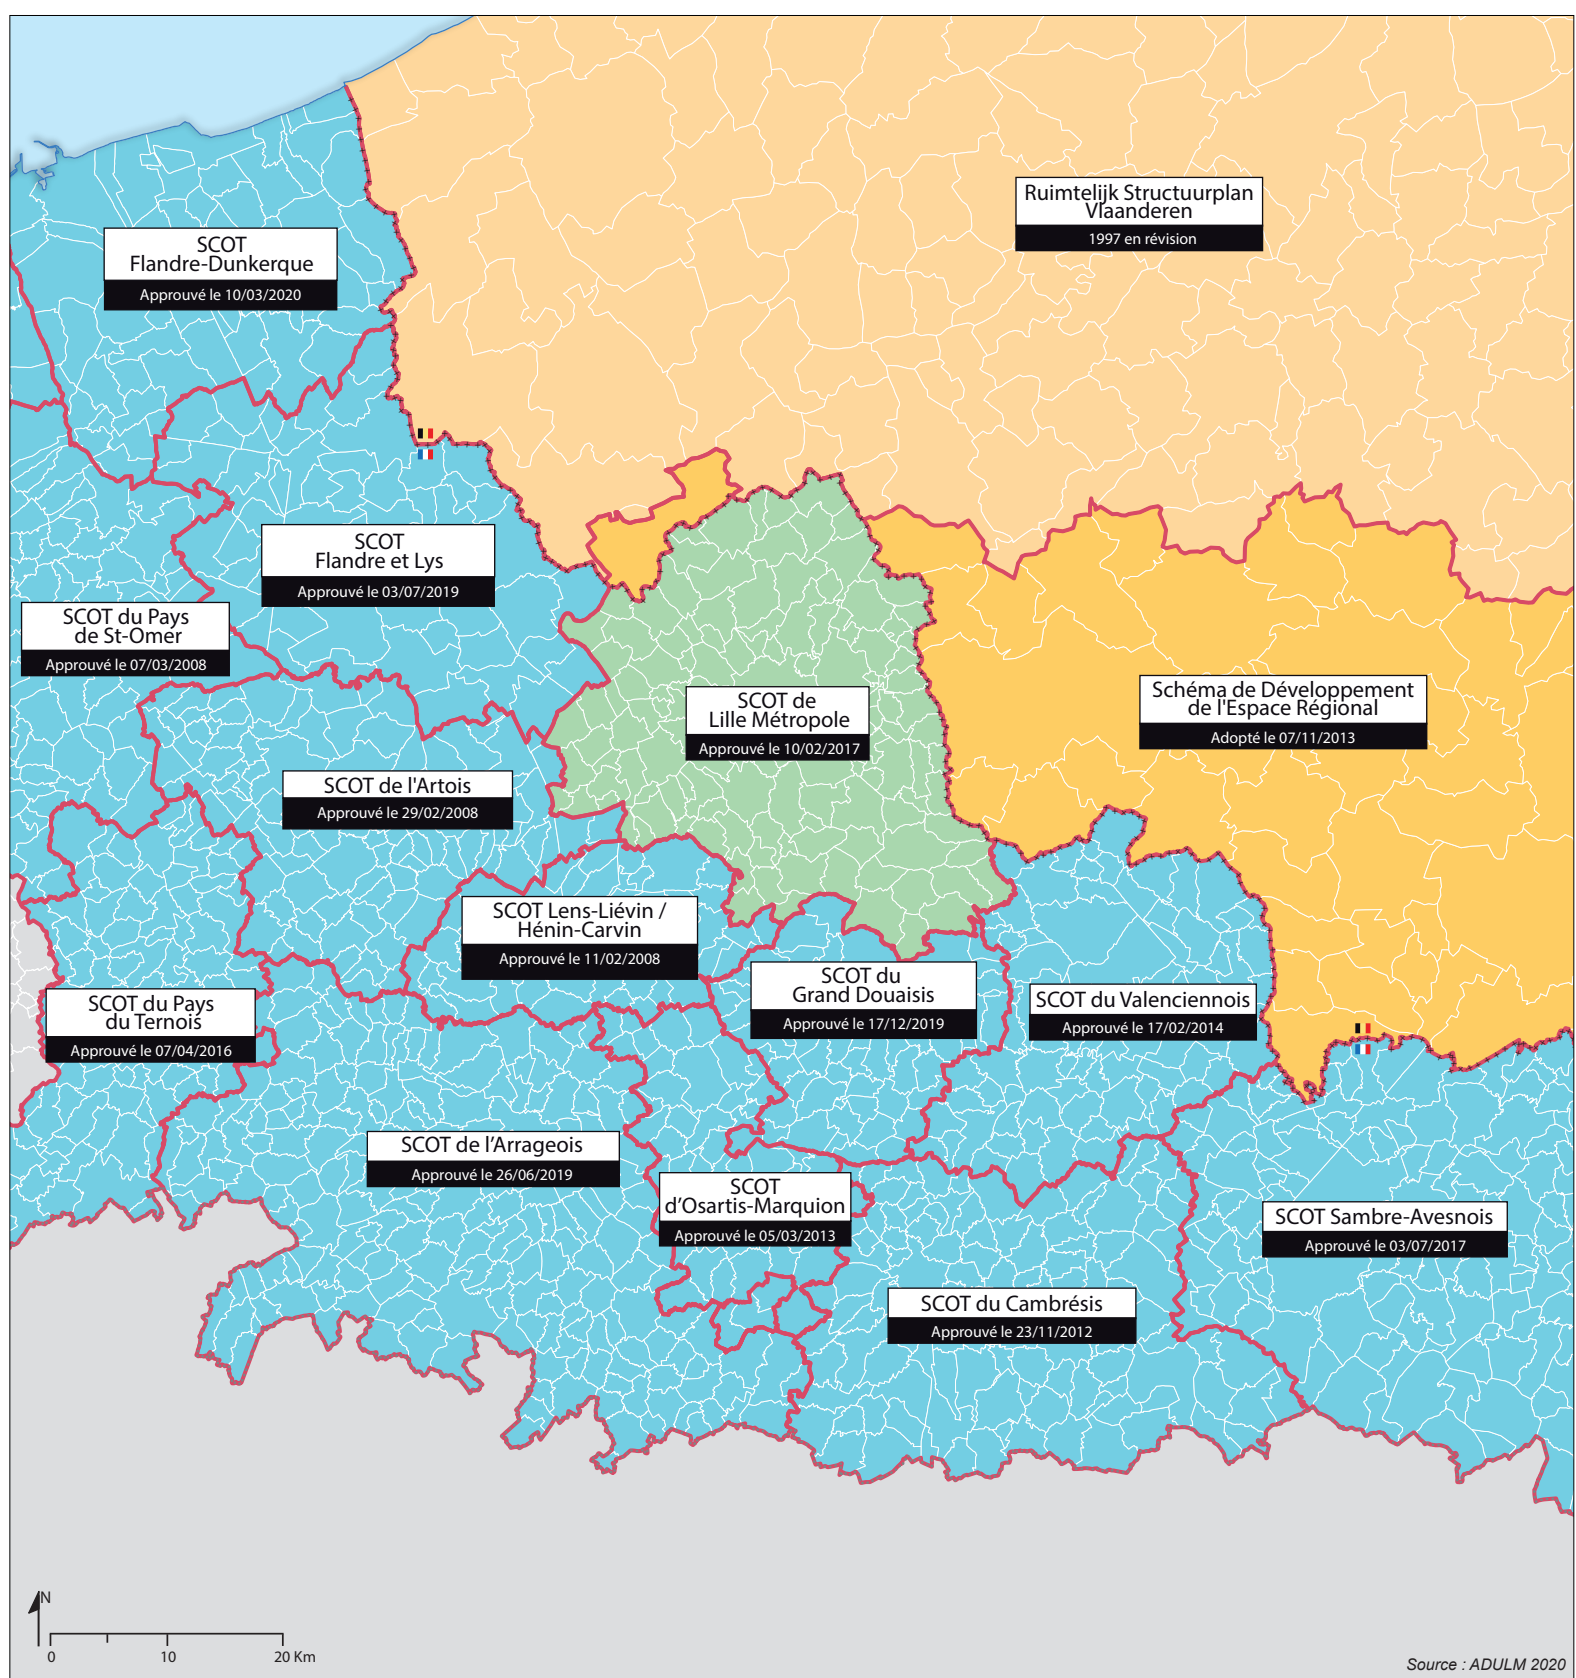 Ruimtelijk Structuurplan
Vlaanderen
1997 en révision
SCOT
Flandre-Dunkerque
Approuvé le 10/03/2020
SCOT
Flandre et Lys
Approuvé le 03/07/2019
SCOT du Pays
de St-Omer
Approuvé le 07/03/2008
SCOT de
Lille Métropole
Approuvé le 10/02/2017
Schéma de Développement
de l'Espace Régional
Adopté le 07/11/2013
SCOT de l'Artois
Approuvé le 29/02/2008
SCOT Lens-Liévin /
Hénin-Carvin
Approuvé le 11/02/2008
SCOT du
Grand Douaisis
Approuvé le 17/12/2019
SCOT du Valenciennois
Approuvé le 17/02/2014
SCOT du Pays
du Ternois
Approuvé le 07/04/2016
SCOT de l’Arrageois
Approuvé le 26/06/2019
SCOT
d’Osartis-Marquion
Approuvé le 05/03/2013
SCOT Sambre-Avesnois
Approuvé le 03/07/2017
SCOT du Cambrésis
Approuvé le 23/11/2012
N
0 10 20 Km
Source : ADULM 2020